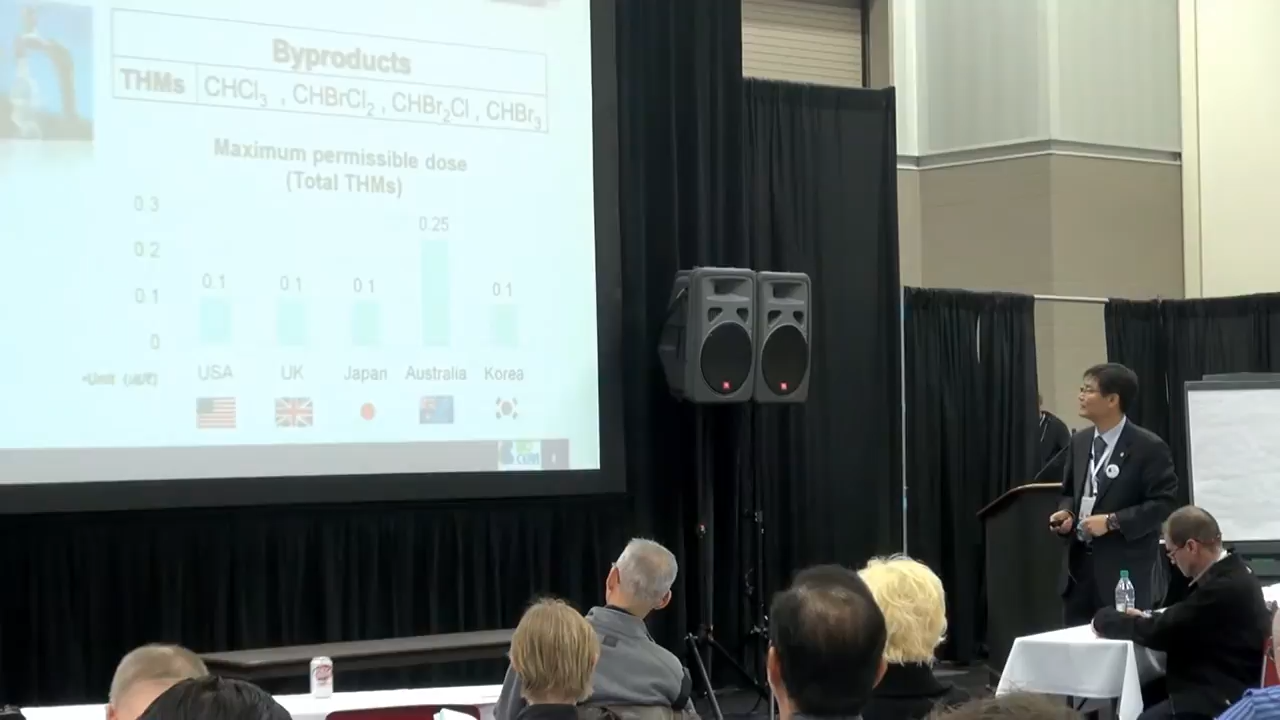 Byproducts
THMs CHCl₃ , CHBrCl₂ , CHBr₂Cl , CHBr₃
Maximum permissible dose
(Total THMs)
0.3
0.25
0.2
0.1 0.1 0.1 0.1 0.1
0
USA UK Japan Australia Korea